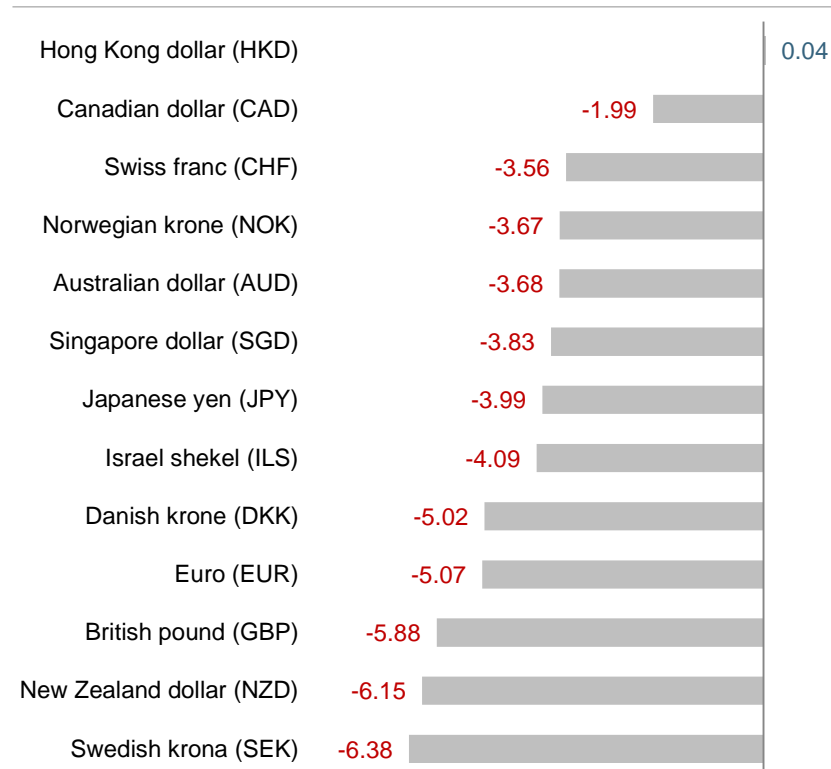 Hong Kong dollar (HKD) 0.04
Canadian dollar (CAD) -1.99
Swiss franc (CHF) -3.56
Norwegian krone (NOK) -3.67
Australian dollar (AUD) -3.68
Singapore dollar (SGD) -3.83
Japanese yen (JPY) -3.99
Israel shekel (ILS) -4.09
Danish krone (DKK) -5.02
Euro (EUR) -5.07
British pound (GBP) -5.88
New Zealand dollar (NZD) -6.15
Swedish krona (SEK) -6.38